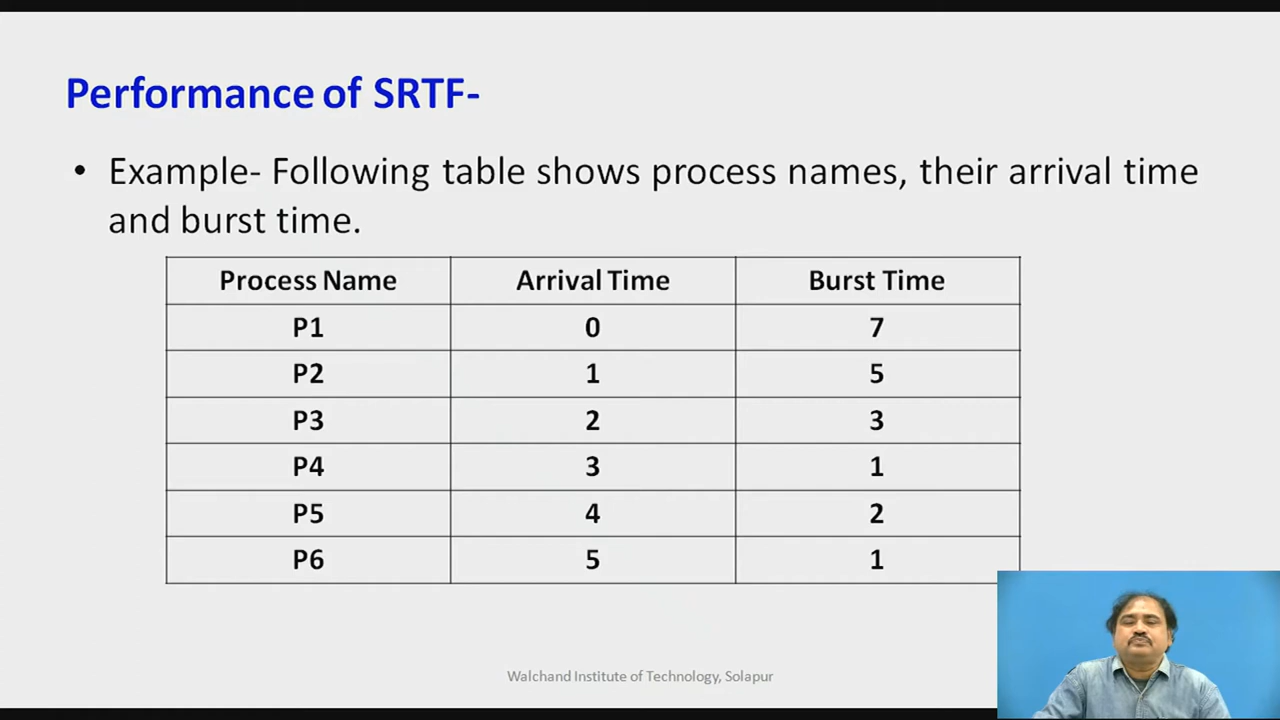 Performance of SRTF-
• Example- Following table shows process names, their arrival time
and burst time.
Process Name Arrival Time Burst Time
P1 0 7
P2 1 5
P3 2 3
P4 3 1
P5 4 2
P6 5 1
Walchand Institute of Technology, Solapur